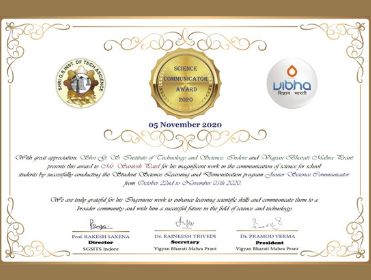 SHRI G.S. INST. OF TECH. & SCIENCE
SCIENCE
COMMUNICATOR
AWARD
2020
vibha
विज्ञान भारती
05 November 2020
With great appreciation, Shri G. S. Institute of Technology and Science, Indore and Vigyan Bharati Malwa Prant
presents this award to Mr. Santosh Patel for his magnificent work in the communication of science for school
students by successfully conducting the Student Science Learning and Demonstration program Junior Science Communicator
from October 22nd to November 05th 2020.
We are truly grateful for his Ingenious work to enhance learning scientific skills and communicate them to a
broader community and wish him a successful future in the field of science and technology.
Prof. RAKESH SAXENA
Director
SGSITS Indore
Dr. RAJNEESH TRIVEDI
Secretary
Vigyan Bharati Malwa Prant
Dr. PRAMOD VERMA
President
Vigyan Bharati Malwa Prant